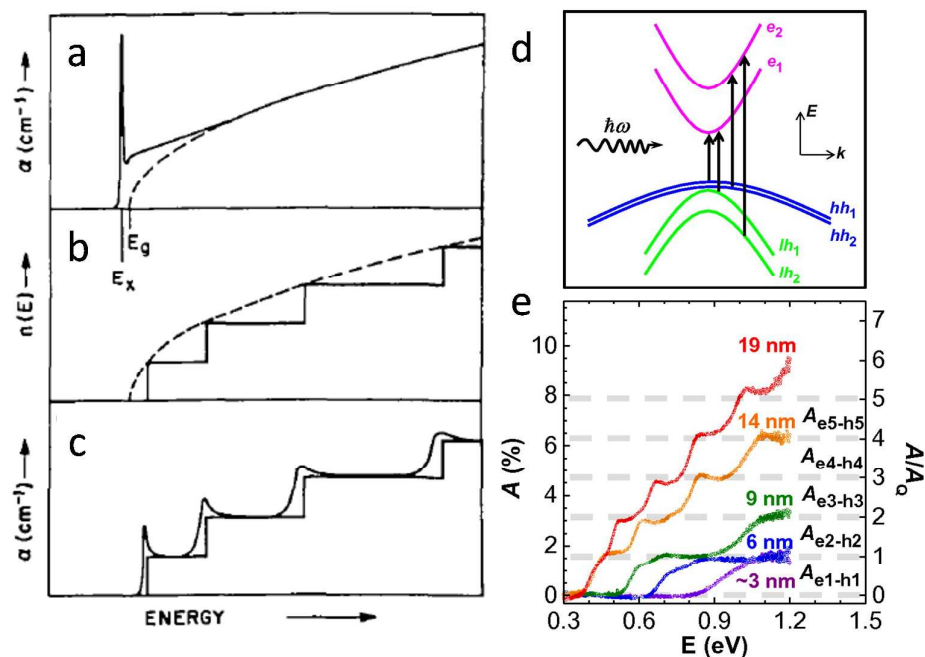 a
α (cm⁻¹)
E_g
E_x
b
n(E)
c
α (cm⁻¹)
ENERGY
d
e₂
e₁
ħω
E
k
hh₁
hh₂
lh₁
lh₂
e
10
8
6
4
2
0
A (%)
0.3
0.6
0.9
1.2
E (eV)
7
6
5
4
3
2
1
0
A/A_Q
19 nm
14 nm
9 nm
6 nm
~3 nm
A_e5-h5
A_e4-h4
A_e3-h3
A_e2-h2
A_e1-h1